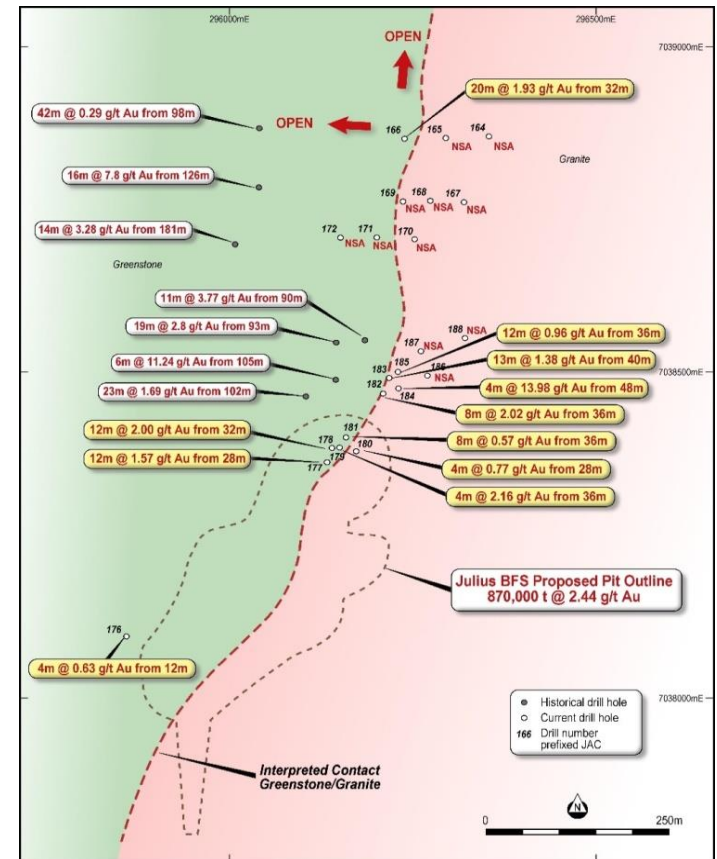 296000mE
296500mE
OPEN
7039000mE
20m @ 1.93 g/t Au from 32m
42m @ 0.29 g/t Au from 98m
OPEN
166
165
164
NSA
NSA
Granite
16m @ 7.8 g/t Au from 126m
169
168
167
NSA
NSA
NSA
14m @ 3.28 g/t Au from 181m
172
171
170
NSA
NSA
NSA
Greenstone
11m @ 3.77 g/t Au from 90m
19m @ 2.8 g/t Au from 93m
188
NSA
12m @ 0.96 g/t Au from 36m
187
NSA
6m @ 11.24 g/t Au from 105m
183
185
186
NSA
13m @ 1.38 g/t Au from 40m
7038500mE
23m @ 1.69 g/t Au from 102m
182
184
4m @ 13.98 g/t Au from 48m
8m @ 2.02 g/t Au from 36m
12m @ 2.00 g/t Au from 32m
181
178
8m @ 0.57 g/t Au from 36m
12m @ 1.57 g/t Au from 28m
177
179
180
4m @ 0.77 g/t Au from 28m
4m @ 2.16 g/t Au from 36m
Julius BFS Proposed Pit Outline
870,000 t @ 2.44 g/t Au
176
4m @ 0.63 g/t Au from 12m
7038000mE
Historical drill hole
Current drill hole
166 Drill number
prefixed JAC
Interpreted Contact
Greenstone/Granite
N
0
250m